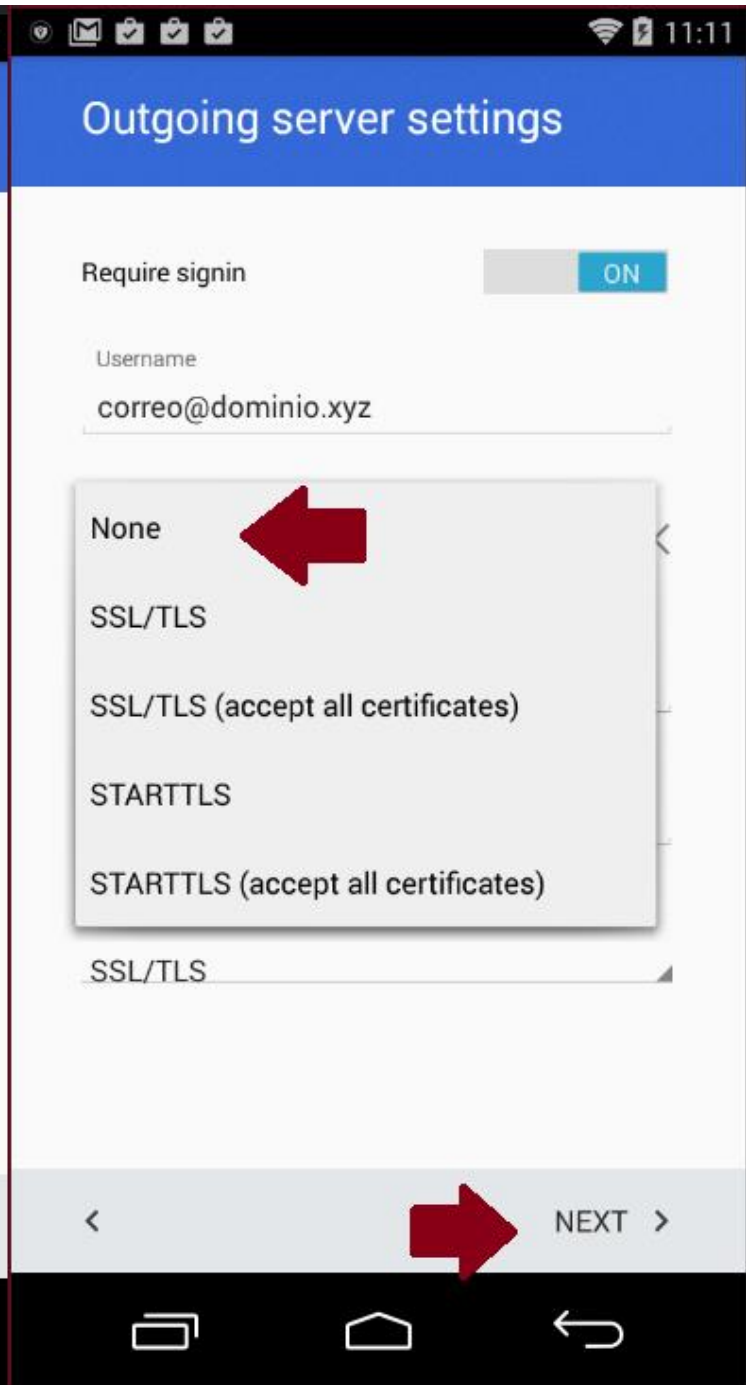 11:11
Outgoing server settings
Require signin
ON
Username
correo@dominio.xyz
None
SSL/TLS
SSL/TLS (accept all certificates)
STARTTLS
STARTTLS (accept all certificates)
SSL/TLS
NEXT